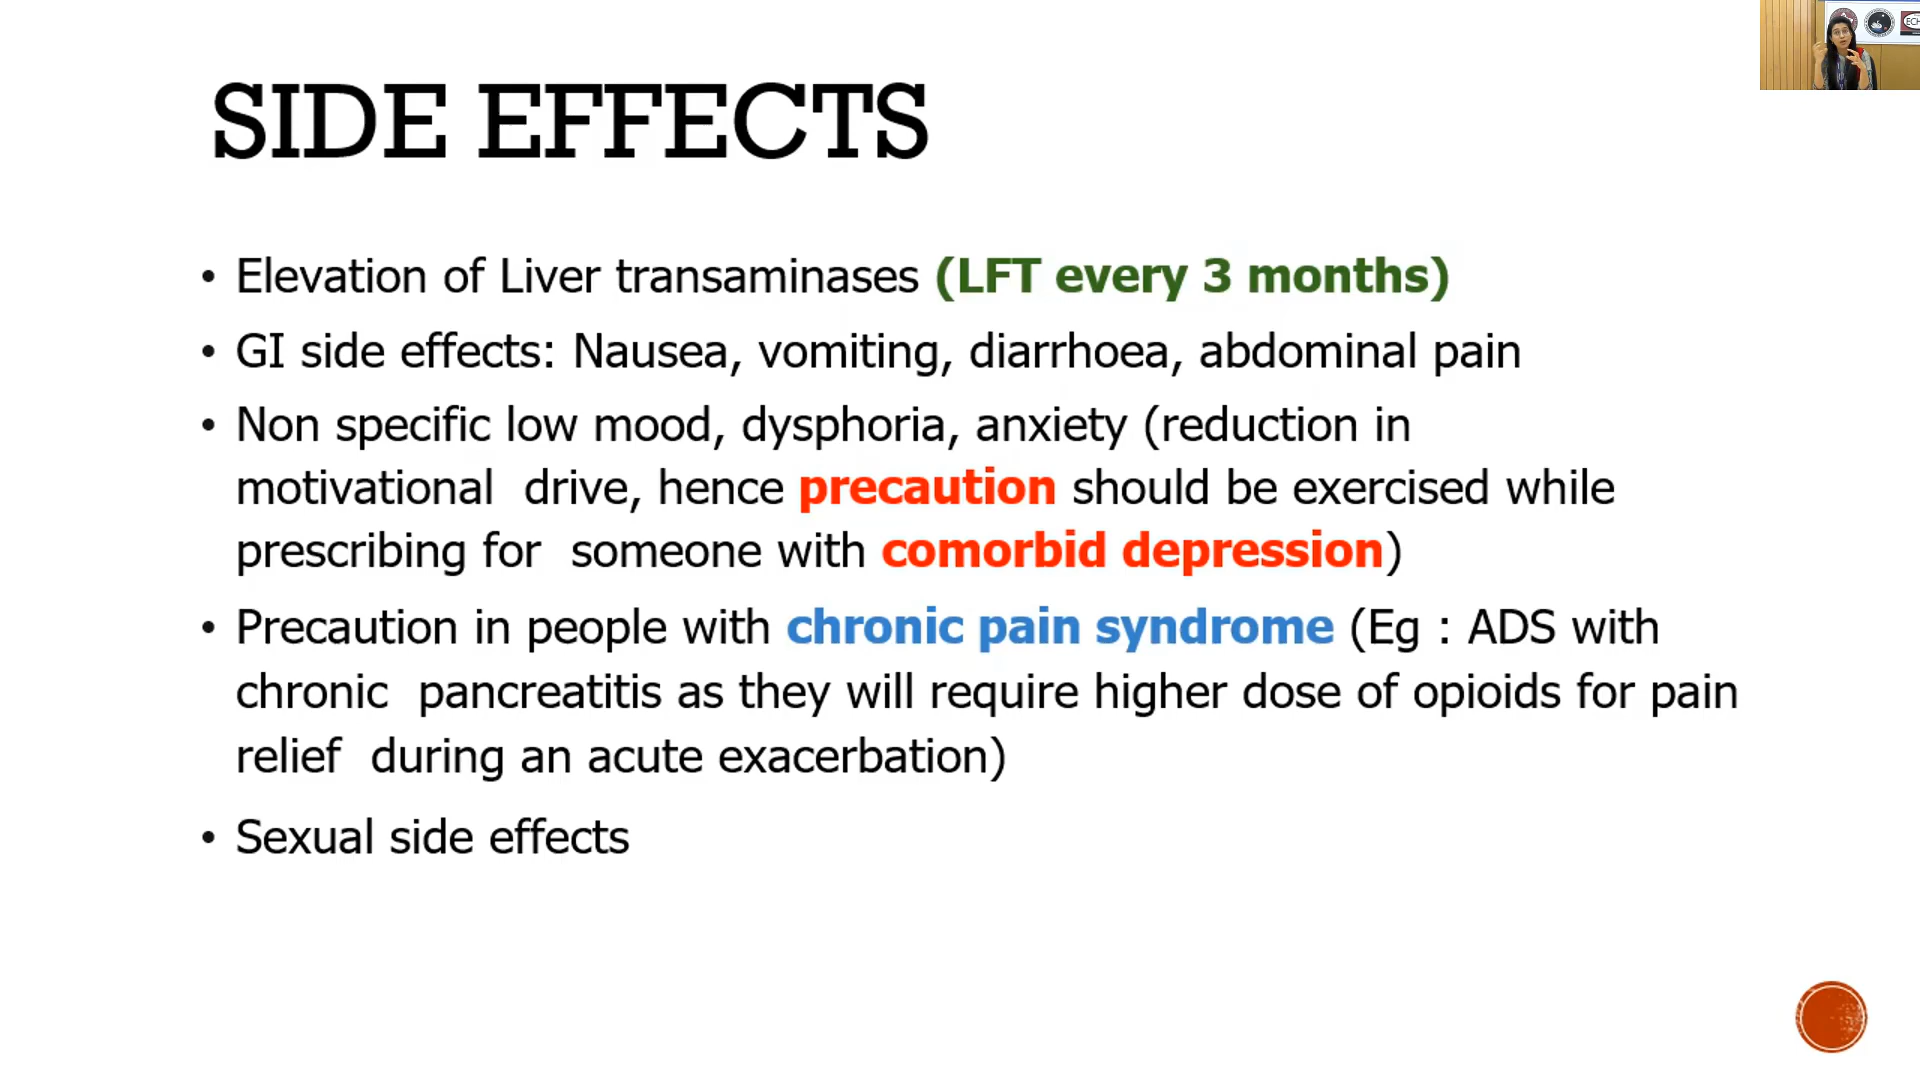 SIDE EFFECTS
• Elevation of Liver transaminases (LFT every 3 months)
• GI side effects: Nausea, vomiting, diarrhoea, abdominal pain
• Non specific low mood, dysphoria, anxiety (reduction in
motivational drive, hence precaution should be exercised while
prescribing for someone with comorbid depression)
• Precaution in people with chronic pain syndrome (Eg : ADS with
chronic pancreatitis as they will require higher dose of opioids for pain
relief during an acute exacerbation)
• Sexual side effects